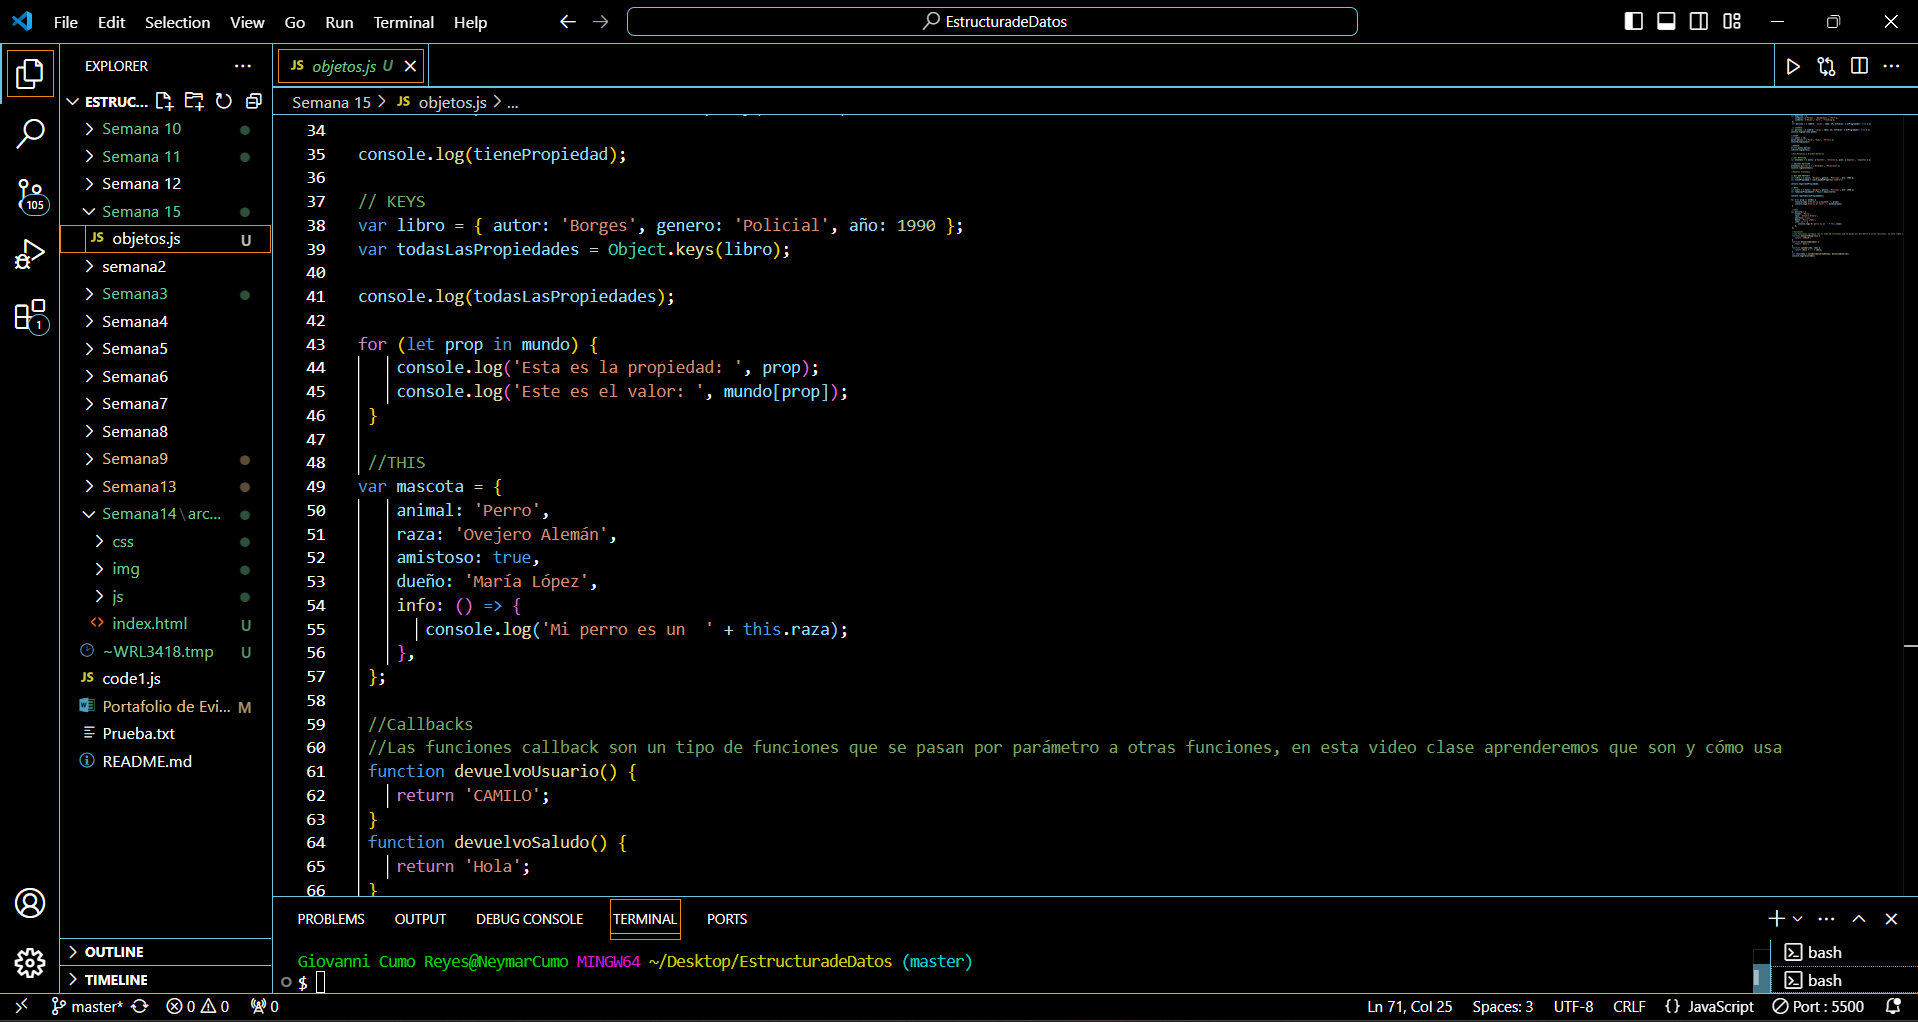 File Edit Selection View Go Run Terminal Help
EstructuradeDatos
EXPLORER
ESTRUC...
Semana 10
Semana 11
Semana 12
Semana 15
JS objetos.js U
semana2
Semana3
Semana4
Semana5
Semana6
Semana7
Semana8
Semana9
Semana13
Semana14\arc...
css
img
js
index.html U
~WRL3418.tmp U
JS code1.js
Portafolio de Evi... M
Prueba.txt
README.md
OUTLINE
TIMELINE
105
1
JS objetos.js U
Semana 15 > JS objetos.js > ...
34
35 console.log(tienePropiedad);
36
37 // KEYS
38 var libro = { autor: 'Borges', genero: 'Policial', año: 1990 };
39 var todasLasPropiedades = Object.keys(libro);
40
41 console.log(todasLasPropiedades);
42
43 for (let prop in mundo) {
44 console.log('Esta es la propiedad: ', prop);
45 console.log('Este es el valor: ', mundo[prop]);
46 }
47
48 //THIS
49 var mascota = {
50 animal: 'Perro',
51 raza: 'Ovejero Alemán',
52 amistoso: true,
53 dueño: 'María López',
54 info: () => {
55 console.log('Mi perro es un  ' + this.raza);
56 },
57 };
58
59 //Callbacks
60 //Las funciones callback son un tipo de funciones que se pasan por parámetro a otras funciones, en esta video clase aprenderemos que son y cómo usa
61 function devuelvoUsuario() {
62 return 'CAMILO';
63 }
64 function devuelvoSaludo() {
65 return 'Hola';
66 }
PROBLEMS OUTPUT DEBUG CONSOLE TERMINAL PORTS
Giovanni Cumo Reyes@NeymarCumo MINGW64 ~/Desktop/EstructuradeDatos (master)
$
bash
bash
master* 0 0 0
Ln 71, Col 25 Spaces: 3 UTF-8 CRLF {} JavaScript Port : 5500